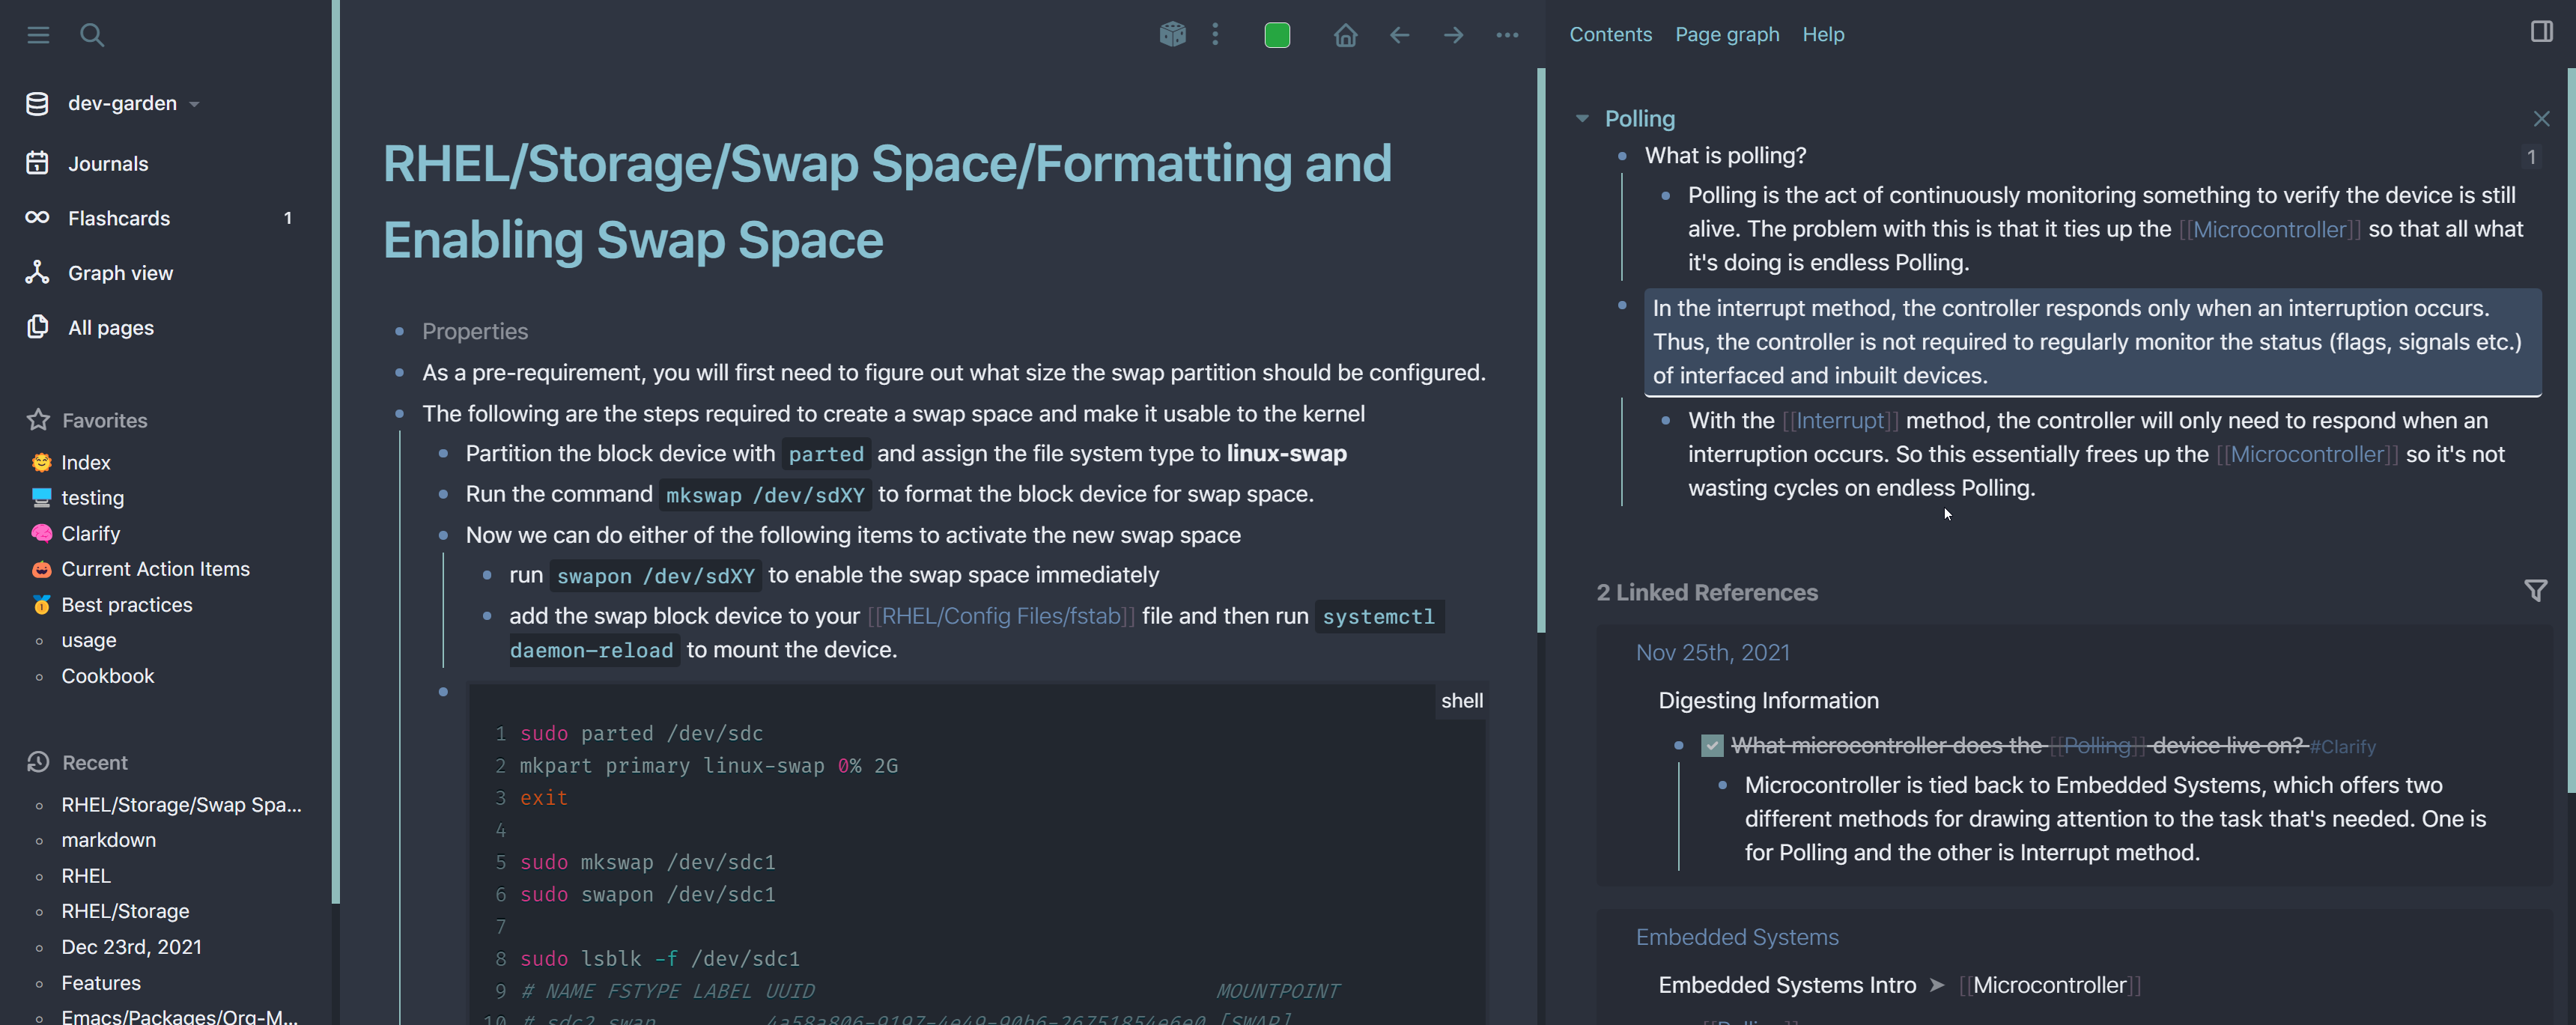 dev-garden
Journals
Flashcards 1
Graph view
All pages
Favorites
Index
testing
Clarify
Current Action Items
Best practices
usage
Cookbook
Recent
RHEL/Storage/Swap Spa...
markdown
RHEL
RHEL/Storage
Dec 23rd, 2021
Features
Emacs/Packages/Org-M...
RHEL/Storage/Swap Space/Formatting and
Enabling Swap Space
Properties
As a pre-requirement, you will first need to figure out what size the swap partition should be configured.
The following are the steps required to create a swap space and make it usable to the kernel
Partition the block device with parted and assign the file system type to linux-swap
Run the command mkswap /dev/sdXY to format the block device for swap space.
Now we can do either of the following items to activate the new swap space
run swapon /dev/sdXY to enable the swap space immediately
add the swap block device to your [[RHEL/Config Files/fstab]] file and then run systemctl
daemon-reload to mount the device.
shell
1 sudo parted /dev/sdc
2 mkpart primary linux-swap 0% 2G
3 exit
4
5 sudo mkswap /dev/sdc1
6 sudo swapon /dev/sdc1
7
8 sudo lsblk -f /dev/sdc1
9 # NAME FSTYPE LABEL UUID MOUNTPOINT
10 # sdc2 swap 4a58a806-9197-4e49-90b6-26751854e6e0 [SWAP]
Contents Page graph Help
Polling
What is polling? 1
Polling is the act of continuously monitoring something to verify the device is still
alive. The problem with this is that it ties up the [[Microcontroller]] so that all what
it's doing is endless Polling.
In the interrupt method, the controller responds only when an interruption occurs.
Thus, the controller is not required to regularly monitor the status (flags, signals etc.)
of interfaced and inbuilt devices.
With the [[Interrupt]] method, the controller will only need to respond when an
interruption occurs. So this essentially frees up the [[Microcontroller]] so it's not
wasting cycles on endless Polling.
2 Linked References
Nov 25th, 2021
Digesting Information
What microcontroller does the [[Polling]] device live on? #Clarify
Microcontroller is tied back to Embedded Systems, which offers two
different methods for drawing attention to the task that's needed. One is
for Polling and the other is Interrupt method.
Embedded Systems
Embedded Systems Intro ➤ [[Microcontroller]]
[[Polling]]